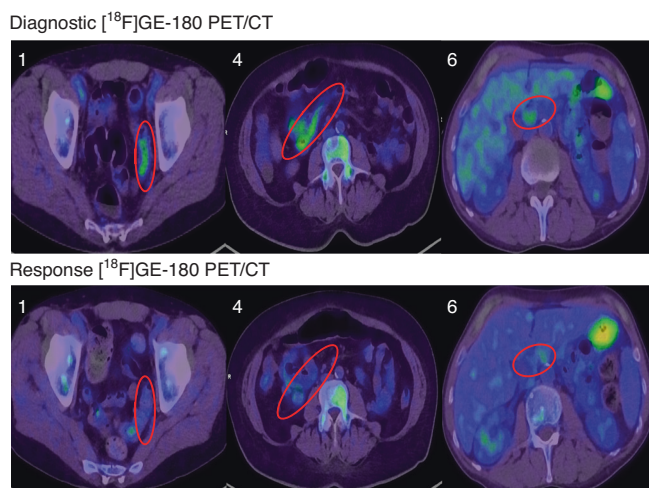 Diagnostic [¹⁸F]GE-180 PET/CT
1 4 6
Response [¹⁸F]GE-180 PET/CT
1 4 6